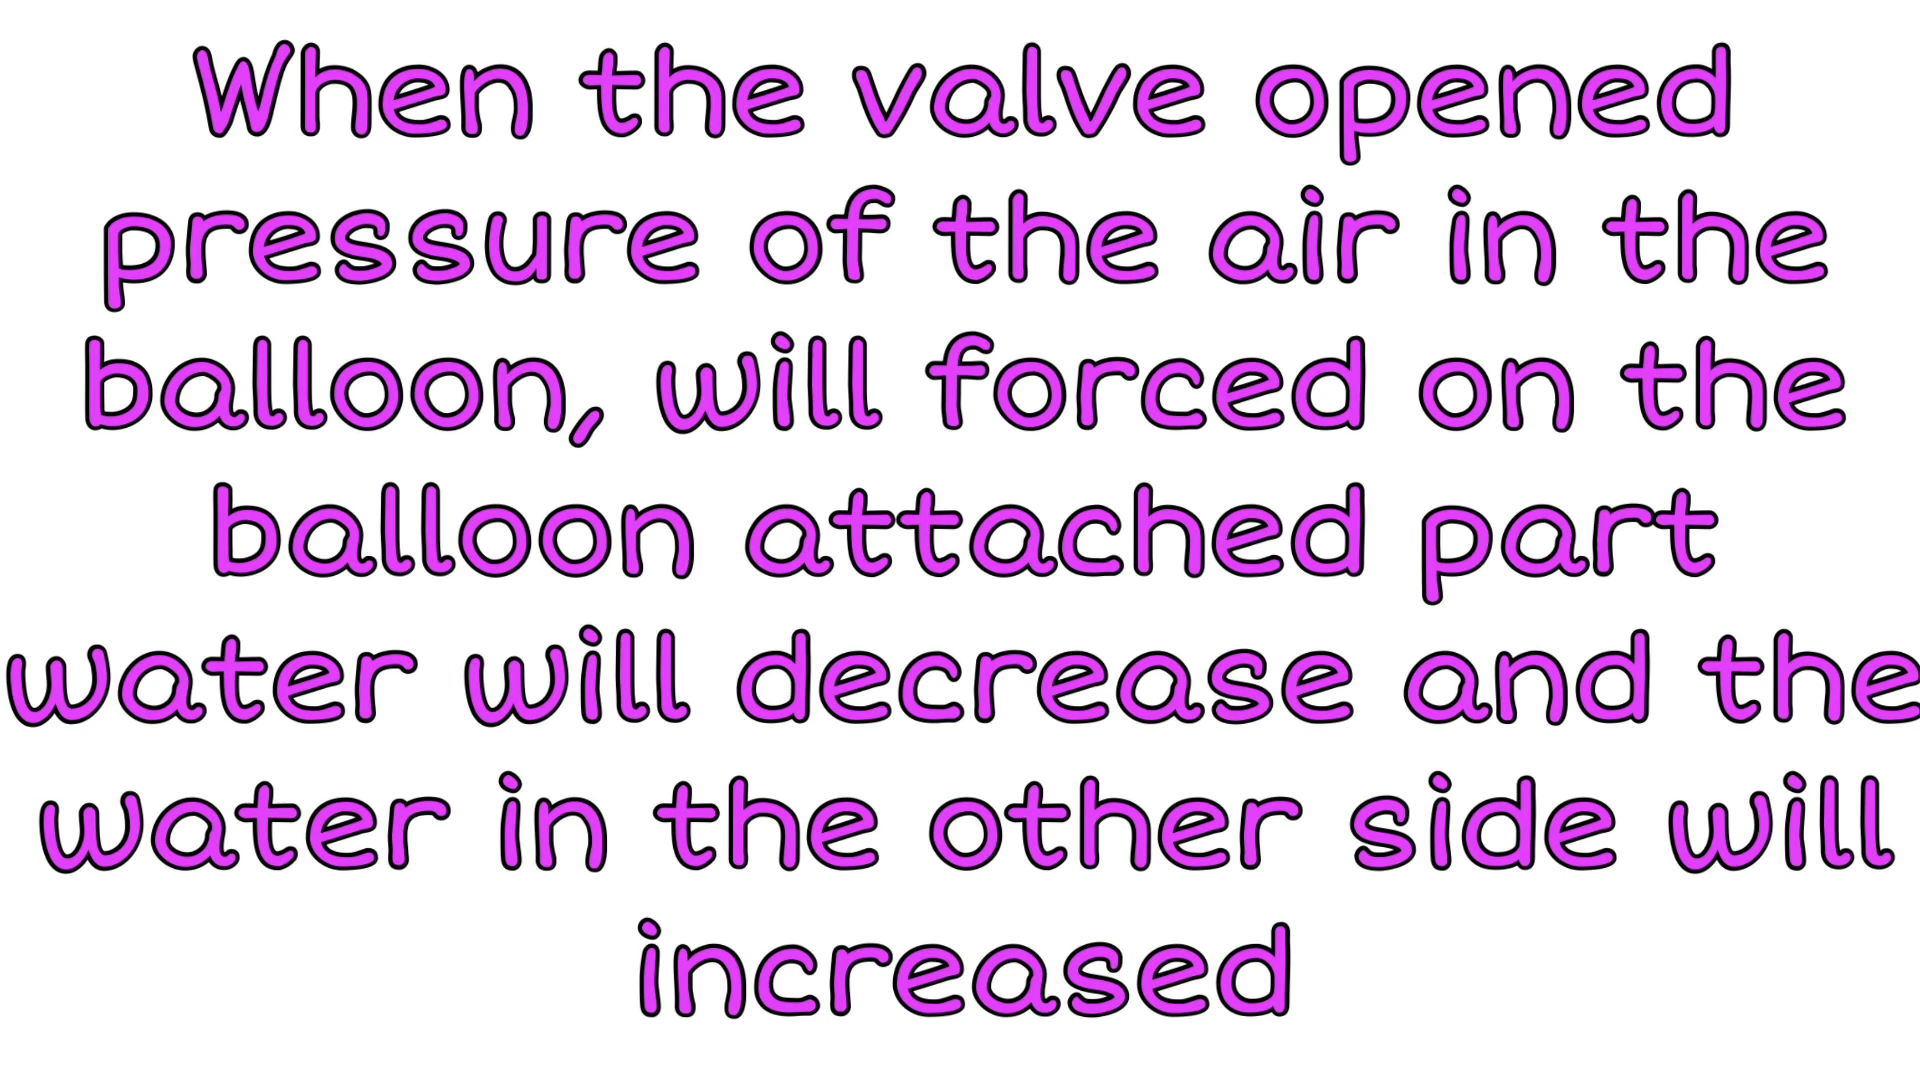 When the valve opened
pressure of the air in the
balloon, will forced on the
balloon attached part
water will decrease and the
water in the other side will
increased